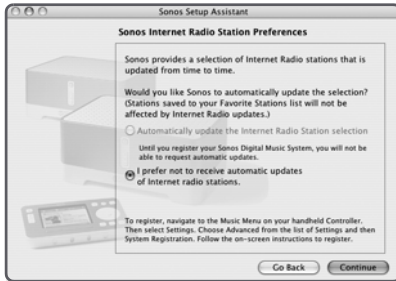 Sonos Setup Assistant
Sonos Internet Radio Station Preferences
Sonos provides a selection of Internet Radio stations that is
updated from time to time.
Would you like Sonos to automatically update the selection?
(Stations saved to your Favorite Stations list will not be
affected by Internet Radio updates.)
Automatically update the Internet Radio Station selection
Until you register your Sonos Digital Music System, you will not be
able to request automatic updates.
I prefer not to receive automatic updates
of Internet radio stations.
To register, navigate to the Music Menu on your handheld Controller.
Then select Settings. Choose Advanced from the list of Settings and then
System Registration. Follow the on-screen instructions to register.
Go Back
Continue